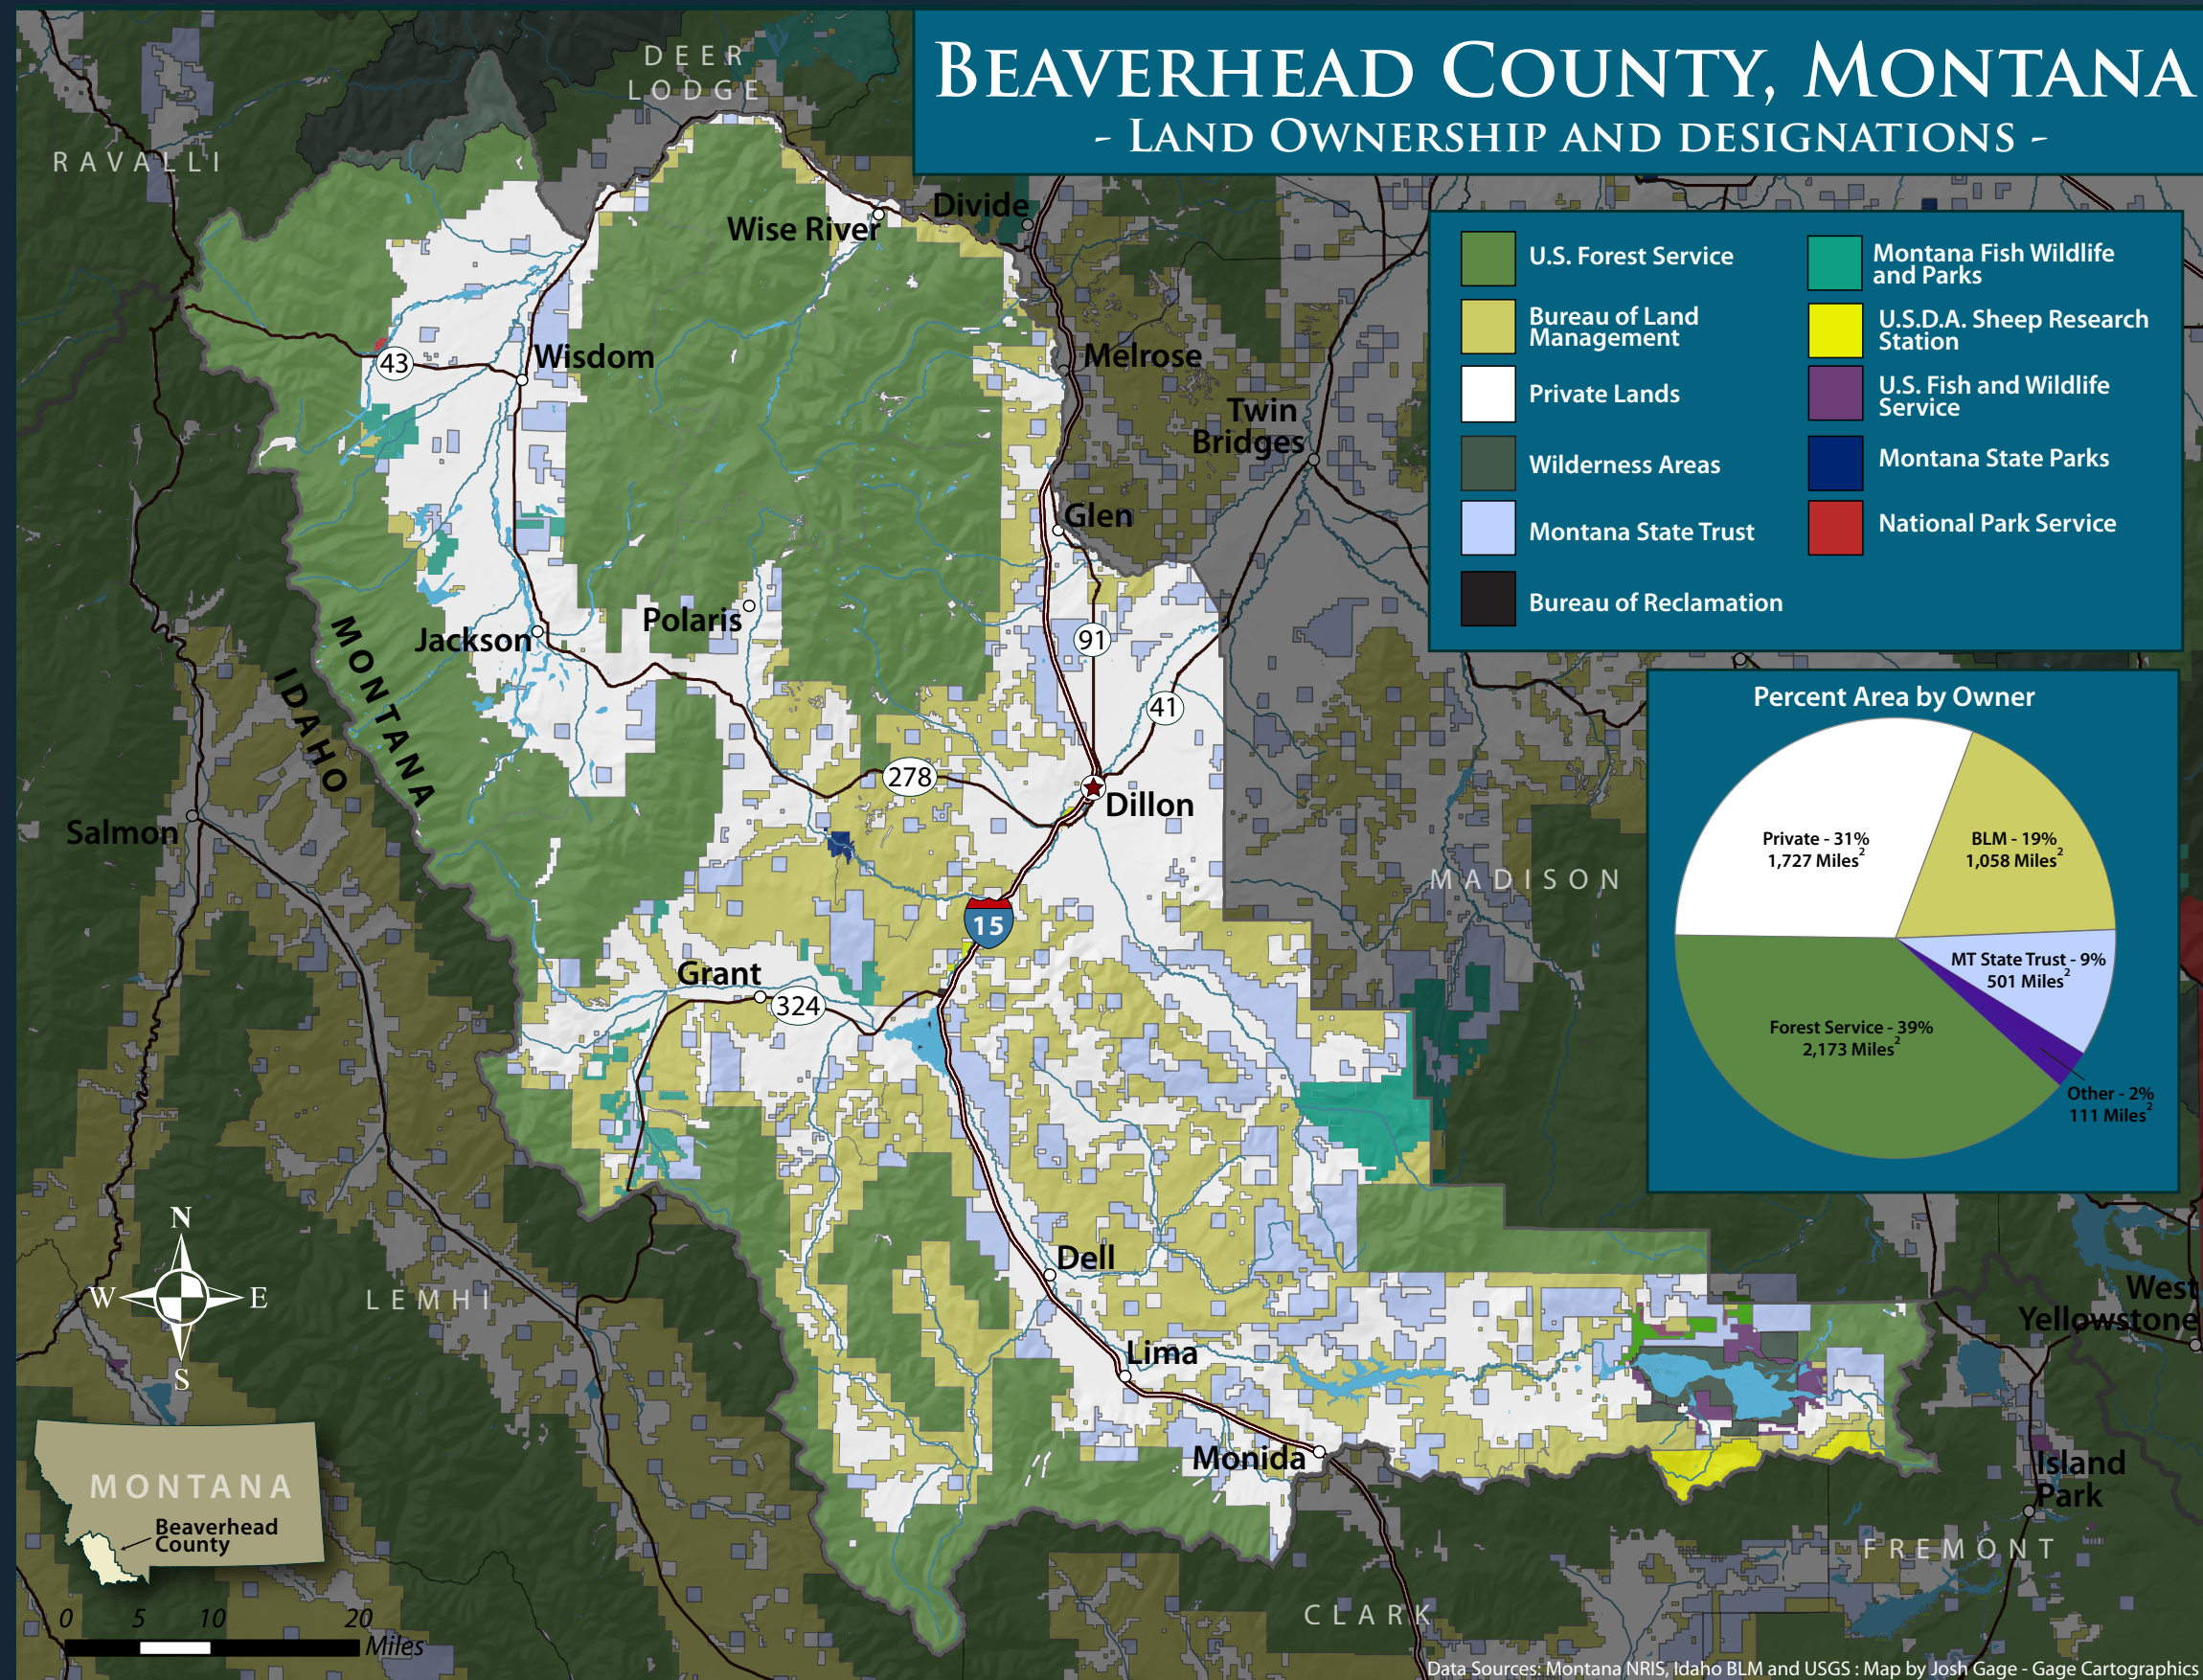 BEAVERHEAD COUNTY, MONTANA
- LAND OWNERSHIP AND DESIGNATIONS -
DEER
LODGE
RAVALLI
Wise River
Divide
Wisdom
43
Melrose
Twin
Bridges
Glen
Polaris
Jackson
91
41
MONTANA
IDAHO
278
Dillon
Salmon
MADISON
15
Grant
324
Dell
LEMHI
Lima
Monida
West
Yellowstone
Island
Park
FREMONT
CLARK
U.S. Forest Service
Bureau of Land
Management
Private Lands
Wilderness Areas
Montana State Trust
Bureau of Reclamation
Montana Fish Wildlife
and Parks
U.S.D.A. Sheep Research
Station
U.S. Fish and Wildlife
Service
Montana State Parks
National Park Service
Percent Area by Owner
Private - 31%
1,727 Miles²
BLM - 19%
1,058 Miles²
MT State Trust - 9%
501 Miles²
Forest Service - 39%
2,173 Miles²
Other - 2%
111 Miles²
N
W E
S
MONTANA
Beaverhead
County
0 5 10 20
Miles
Data Sources: Montana NRIS, Idaho BLM and USGS : Map by Josh Gage - Gage Cartographics